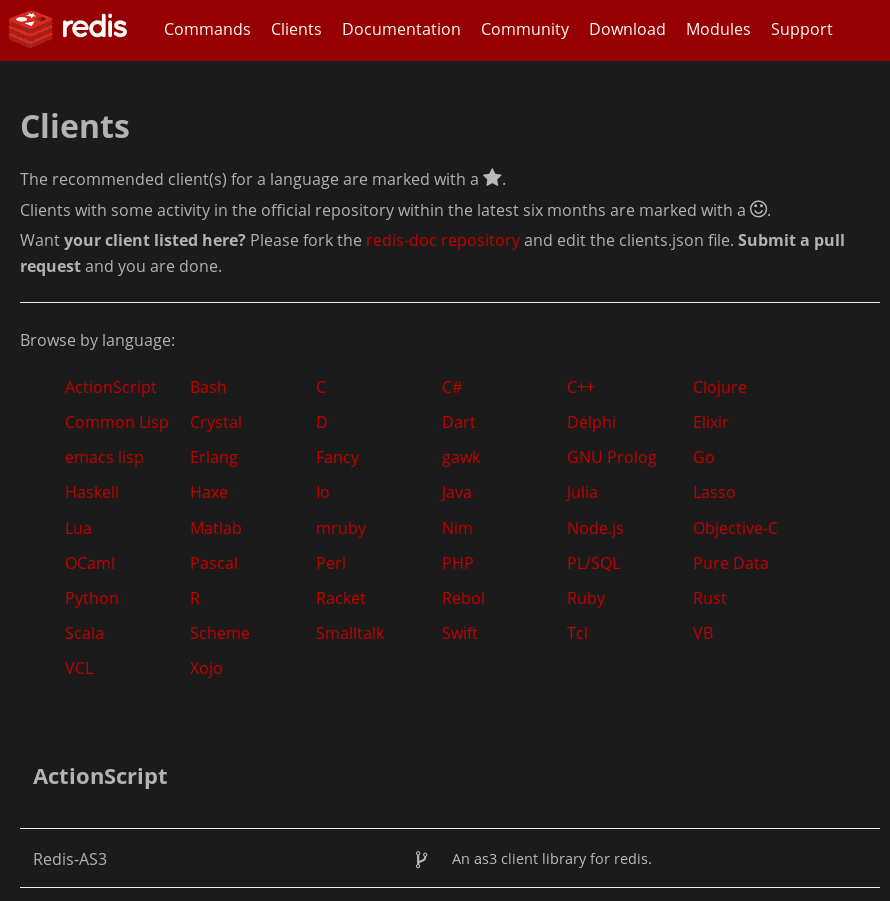 redis Commands Clients Documentation Community Download Modules Support
Clients
The recommended client(s) for a language are marked with a ★.
Clients with some activity in the official repository within the latest six months are marked with a ☺.
Want your client listed here? Please fork the redis-doc repository and edit the clients.json file. Submit a pull
request and you are done.
Browse by language:
ActionScript Bash C C# C++ Clojure
Common Lisp Crystal D Dart Delphi Elixir
emacs lisp Erlang Fancy gawk GNU Prolog Go
Haskell Haxe Io Java Julia Lasso
Lua Matlab mruby Nim Node.js Objective-C
OCaml Pascal Perl PHP PL/SQL Pure Data
Python R Racket Rebol Ruby Rust
Scala Scheme Smalltalk Swift Tcl VB
VCL Xojo
ActionScript
Redis-AS3 An as3 client library for redis.